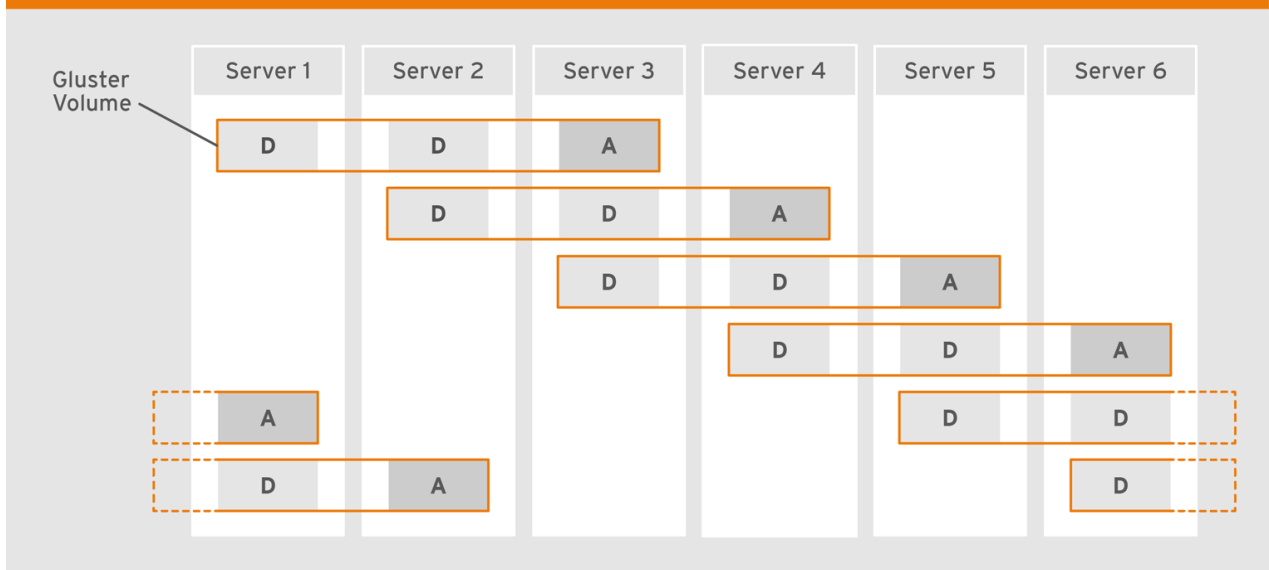 Server 1 Server 2 Server 3 Server 4 Server 5 Server 6
Gluster
Volume
D D A
D D A
D D A
D D A
A D D
D A D